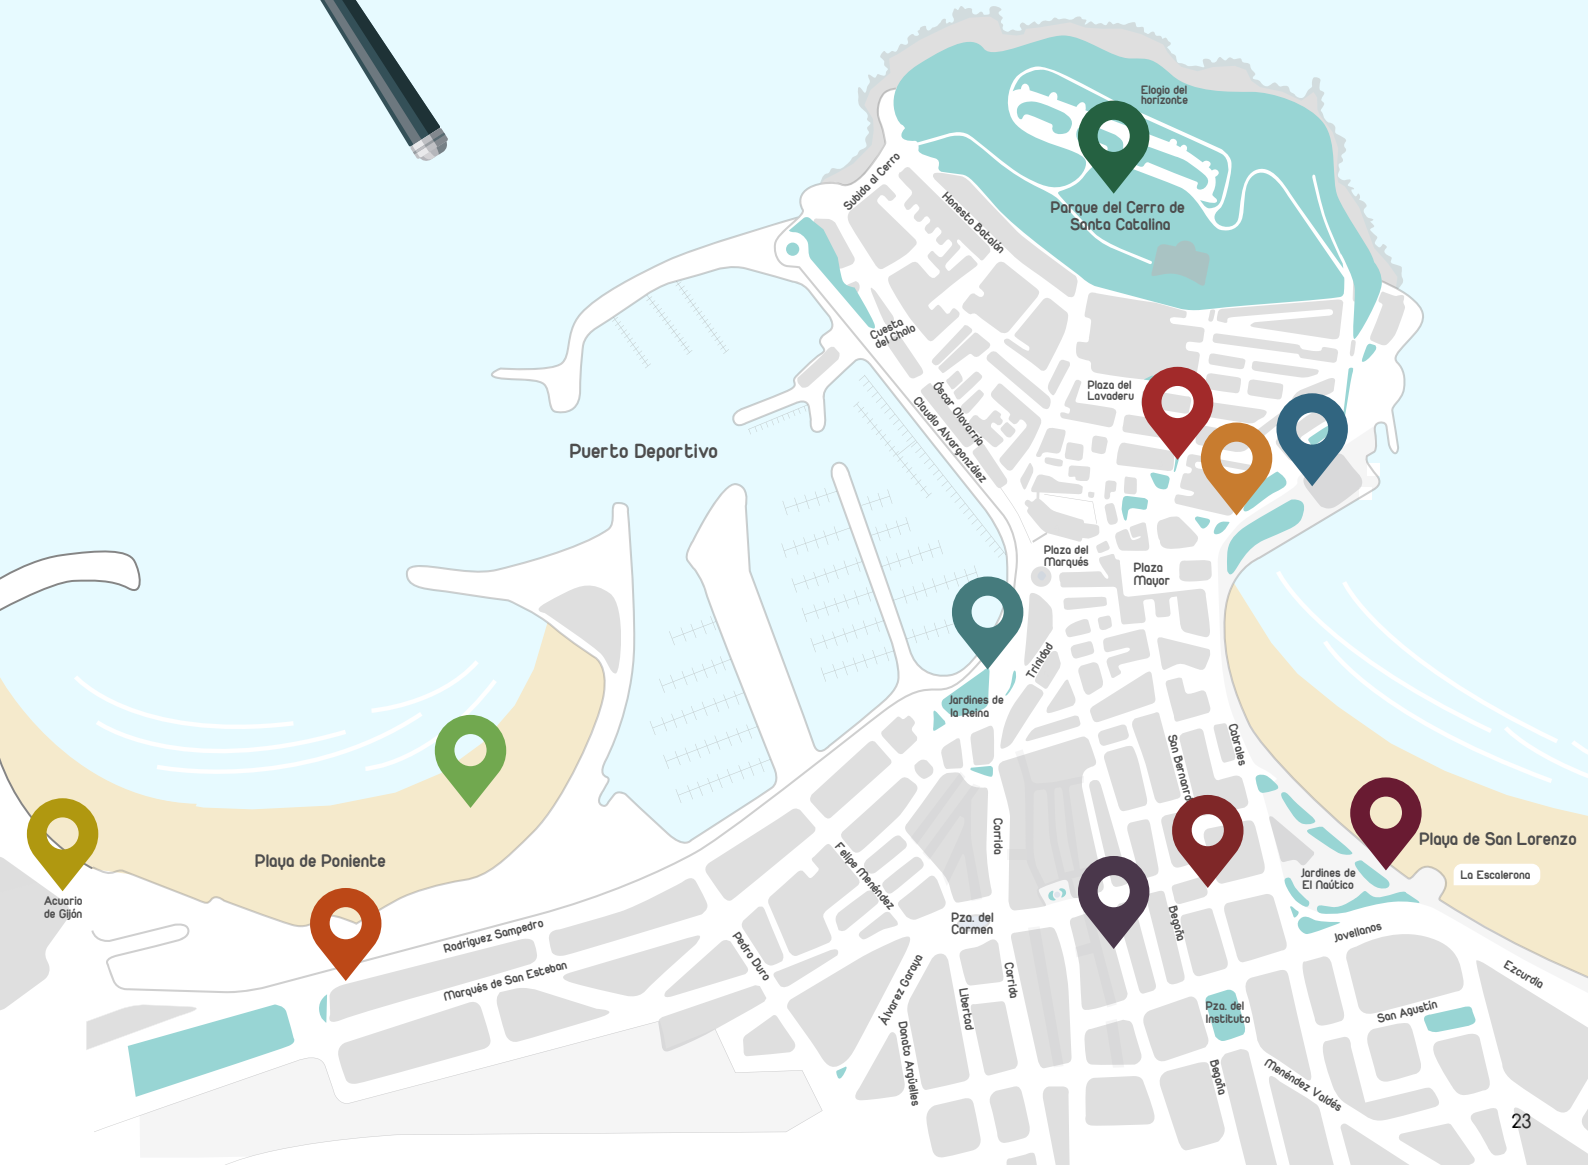 Elogio del
horizonte
Subida al Cerro
Honesto Batalón
Parque del Cerro de
Santa Catalina
Cuesta
del Cholo
Óscar Olavarría
Claudio Alvargonzález
Plaza del
Lavaderu
Puerto Deportivo
Plaza del
Marqués
Plaza
Mayor
Trinidad
Jardines de
la Reina
Cabrales
San Bernardo
Corrida
Felipe Menéndez
Playa de San Lorenzo
La Escalerona
Jardines de
El Naútico
Playa de Poniente
Acuario
de Gijón
Rodríguez Sampedro
Marqués de San Esteban
Pedro Duro
Pza. del
Carmen
Begoña
Jovellanos
Ezcurdia
Álvarez Garaya
Corrida
Libertad
Donato Argüelles
Pza. del
Instituto
San Agustín
Begoña
Menéndez Valdés
23